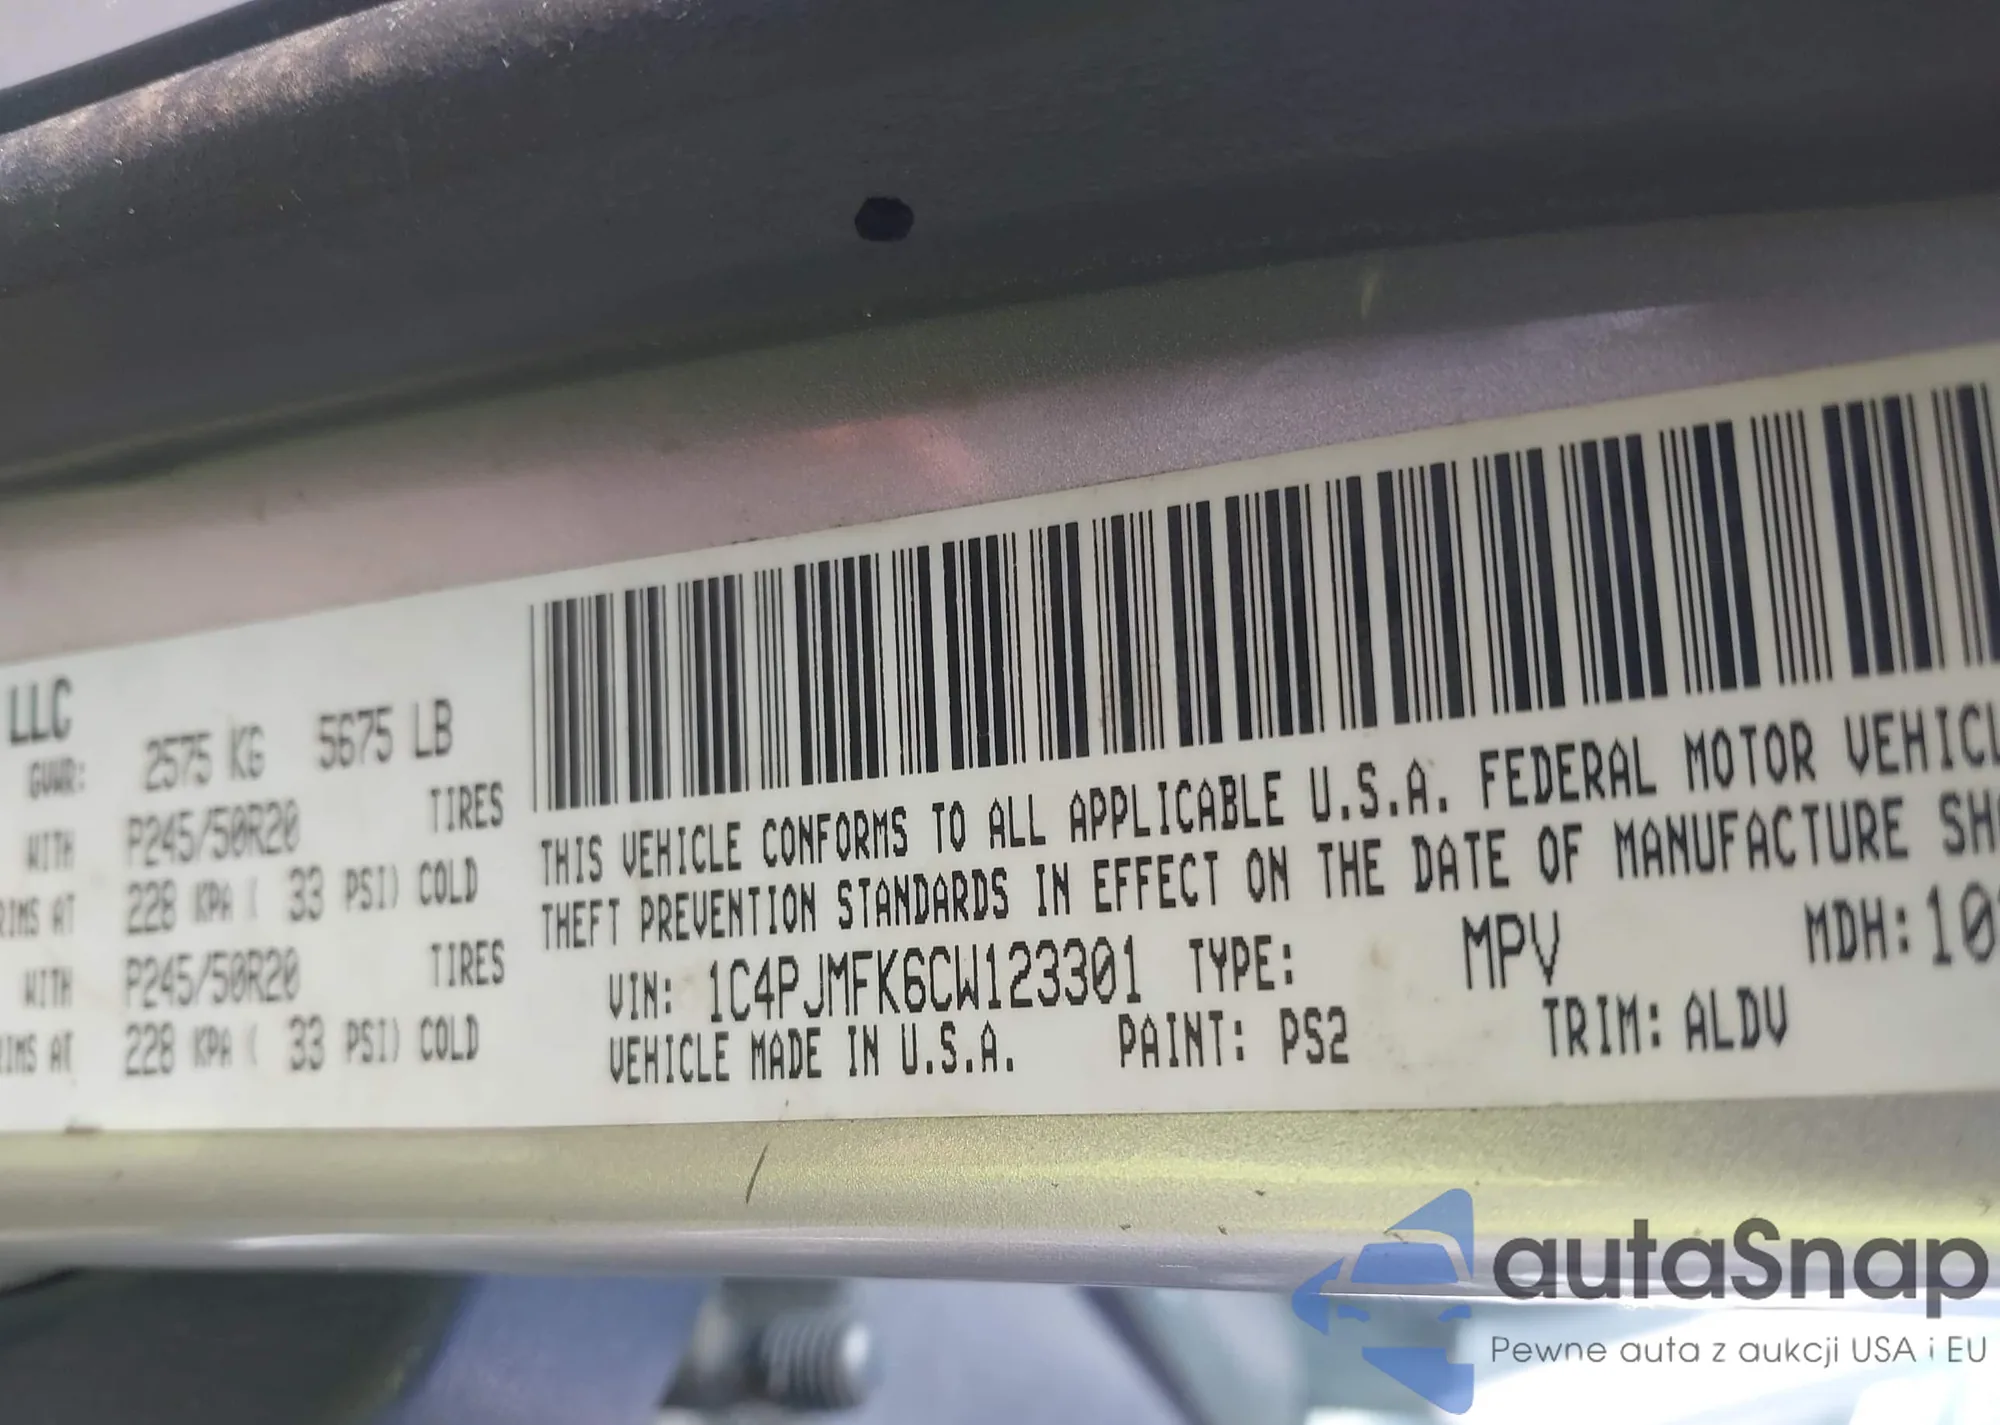 LLC
GVWR: 2575 KG 5675 LB
WITH P245/50R20 TIRES
RIMS AT 228 KPA ( 33 PSI) COLD
WITH P245/50R20 TIRES
RIMS AT 228 KPA ( 33 PSI) COLD
THIS VEHICLE CONFORMS TO ALL APPLICABLE U.S.A. FEDERAL MOTOR VEHICL
THEFT PREVENTION STANDARDS IN EFFECT ON THE DATE OF MANUFACTURE SH
VIN: 1C4PJMFK6CW123301 TYPE: MPV MDH: 10
VEHICLE MADE IN U.S.A. PAINT: PS2 TRIM: ALDV
autaSnap
Pewne auta z aukcji USA i EU